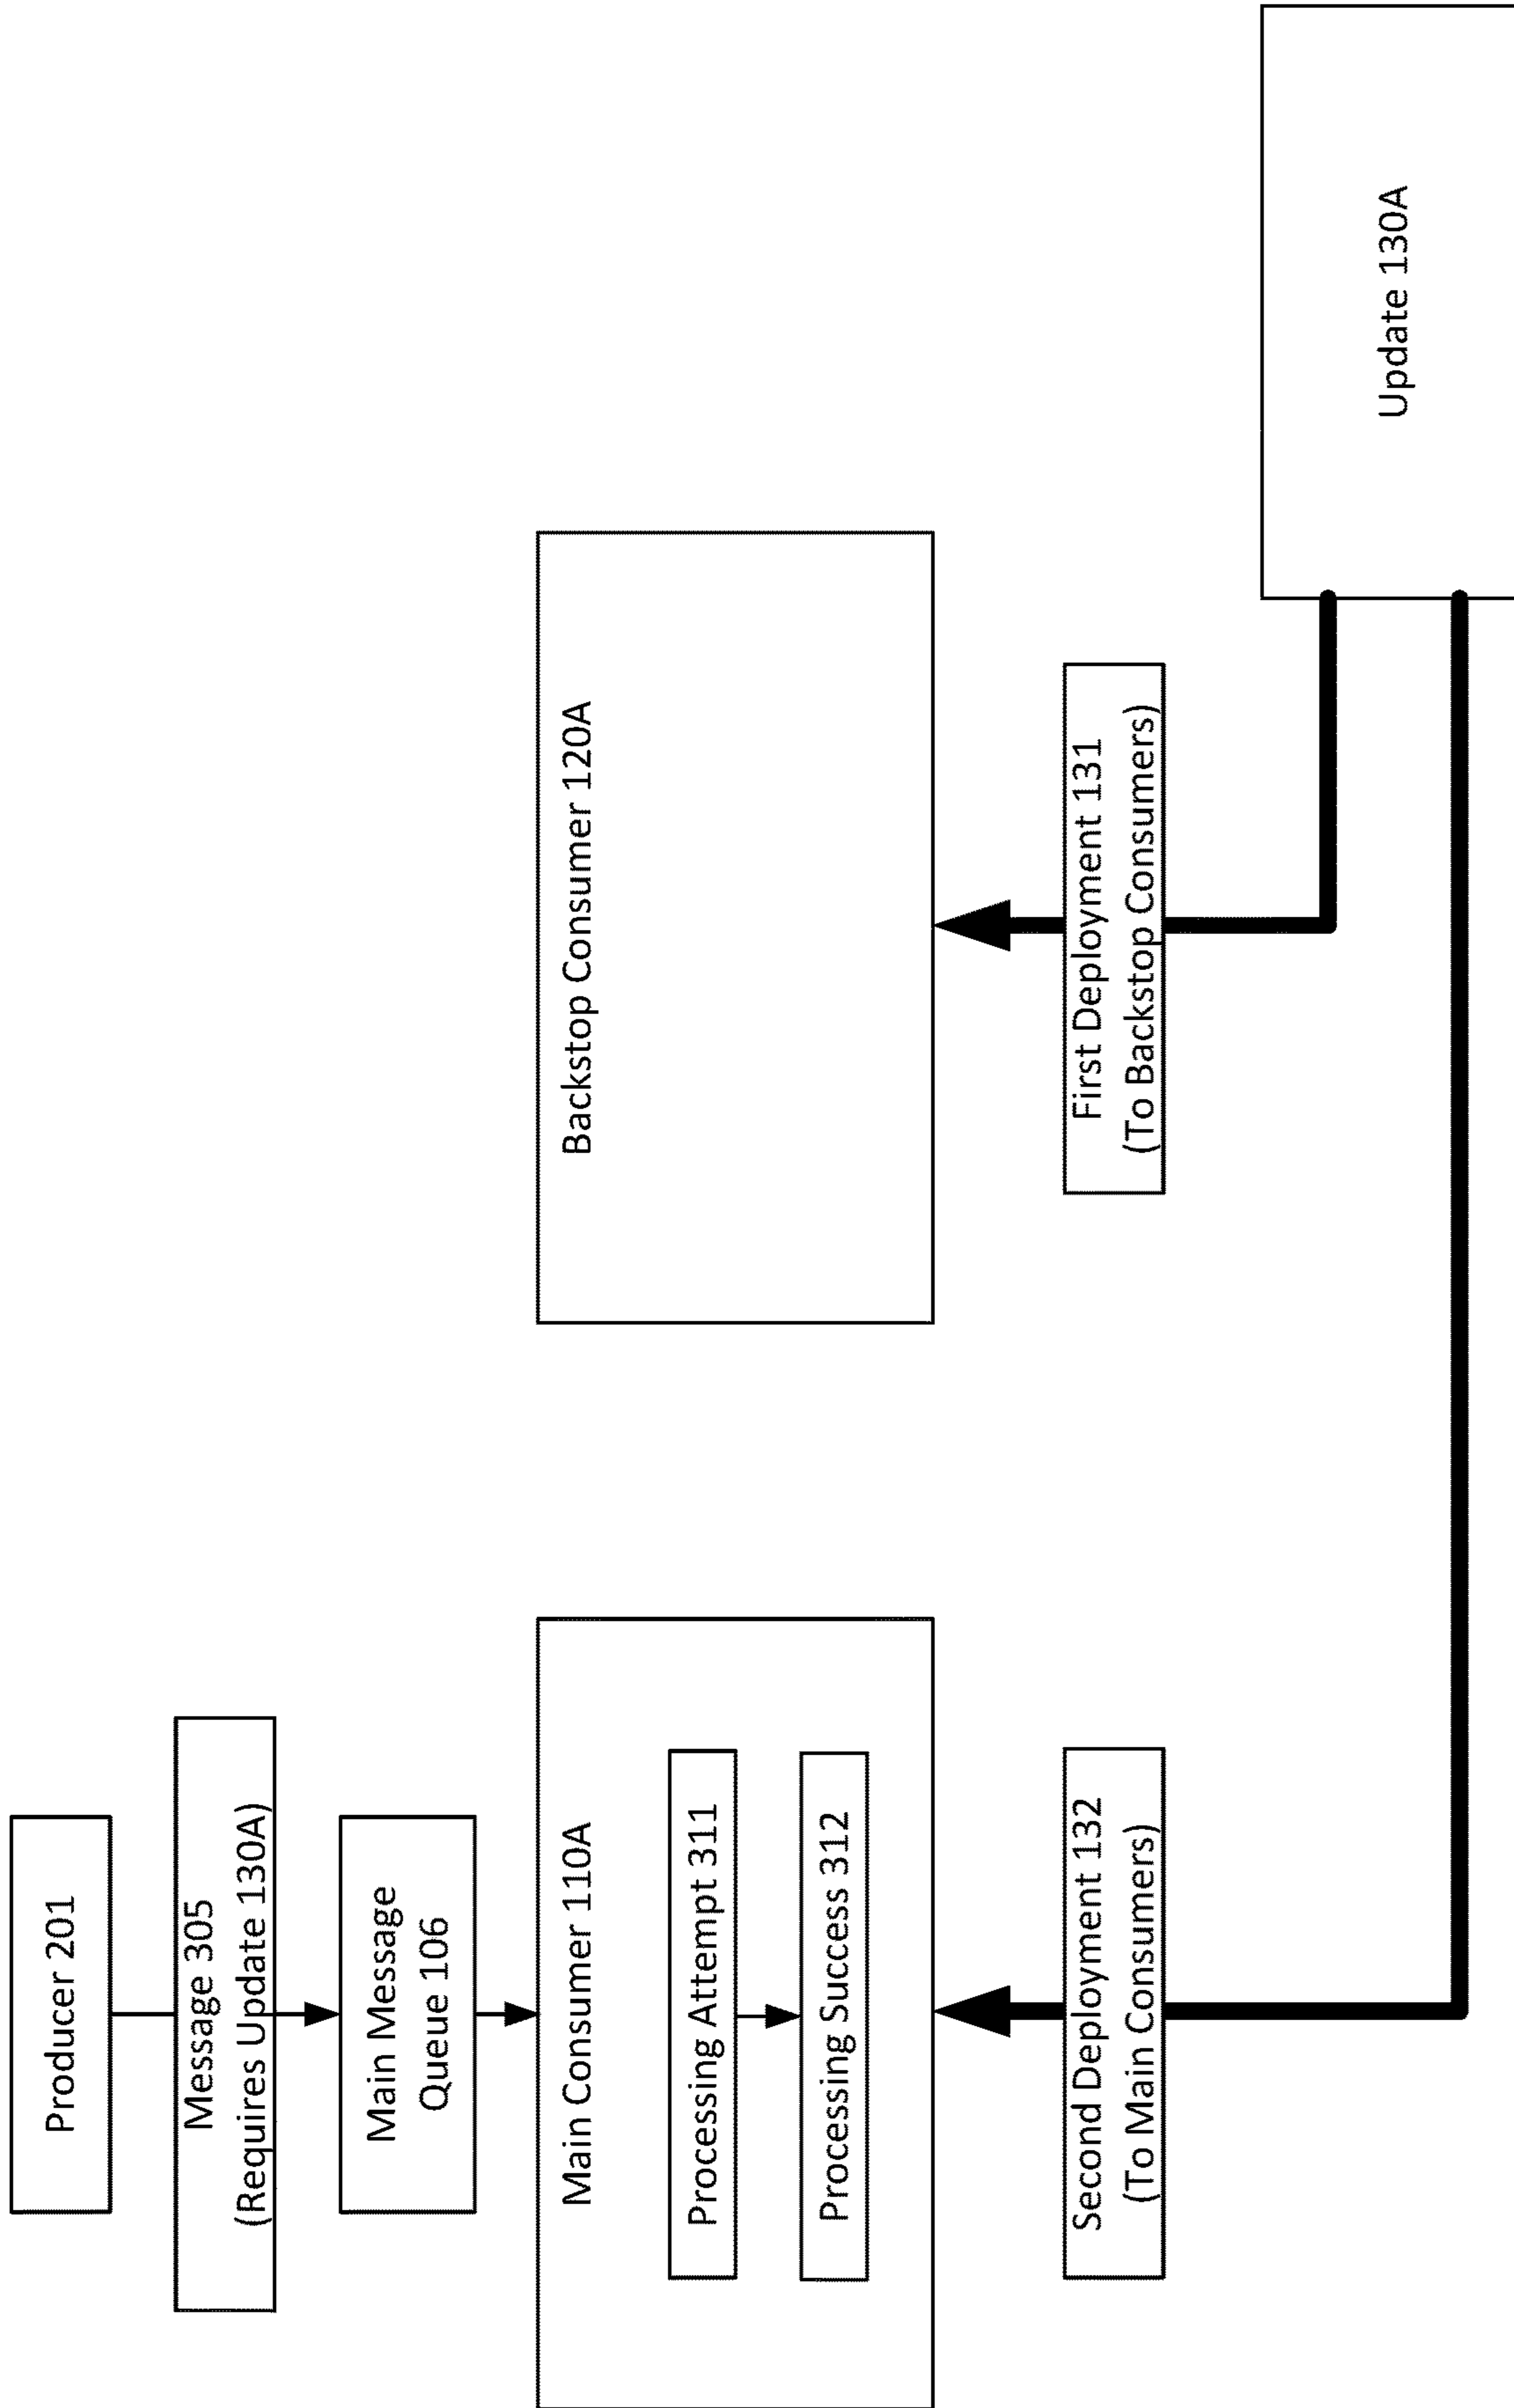 Producer 201
Message 305
(Requires Update 130A)
Main Message
Queue 106
Main Consumer 110A
Processing Attempt 311
Processing Success 312
Second Deployment 132
(To Main Consumers)
Backstop Consumer 120A
First Deployment 131
(To Backstop Consumers)
Update 130A